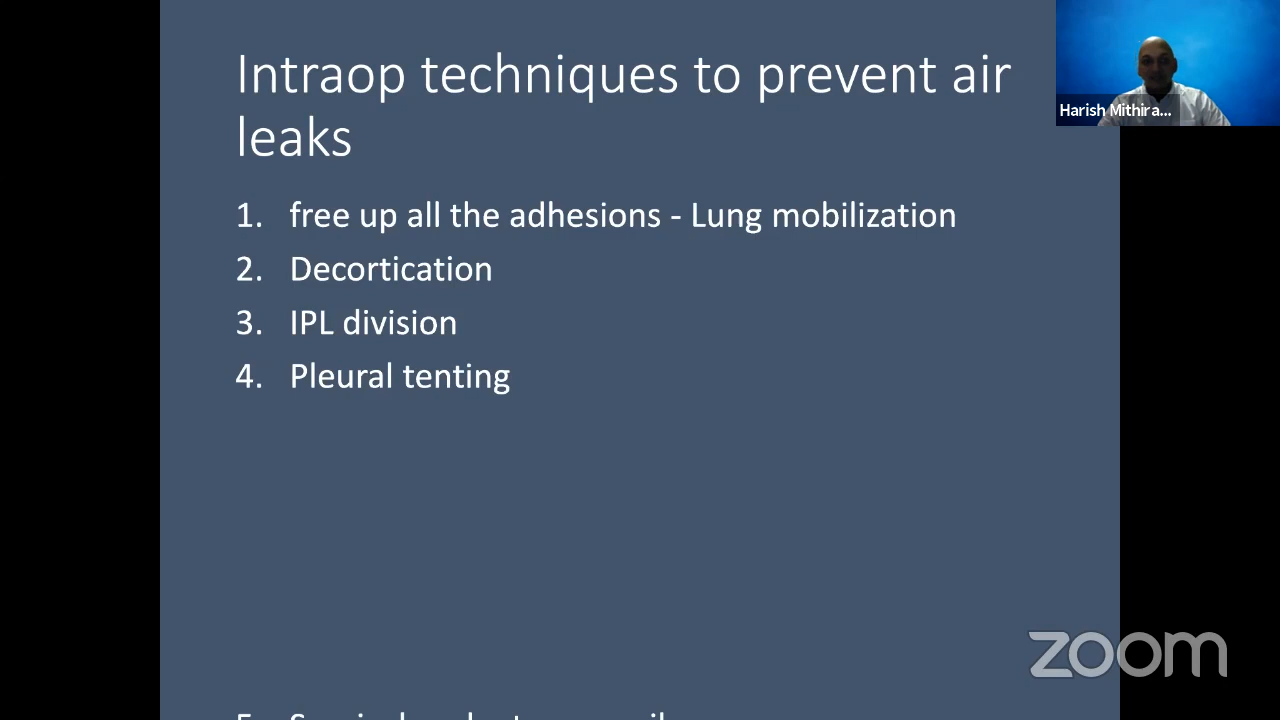 Intraop techniques to prevent air
leaks
Harish Mithira...
1. free up all the adhesions - Lung mobilization
2. Decortication
3. IPL division
4. Pleural tenting
zoom